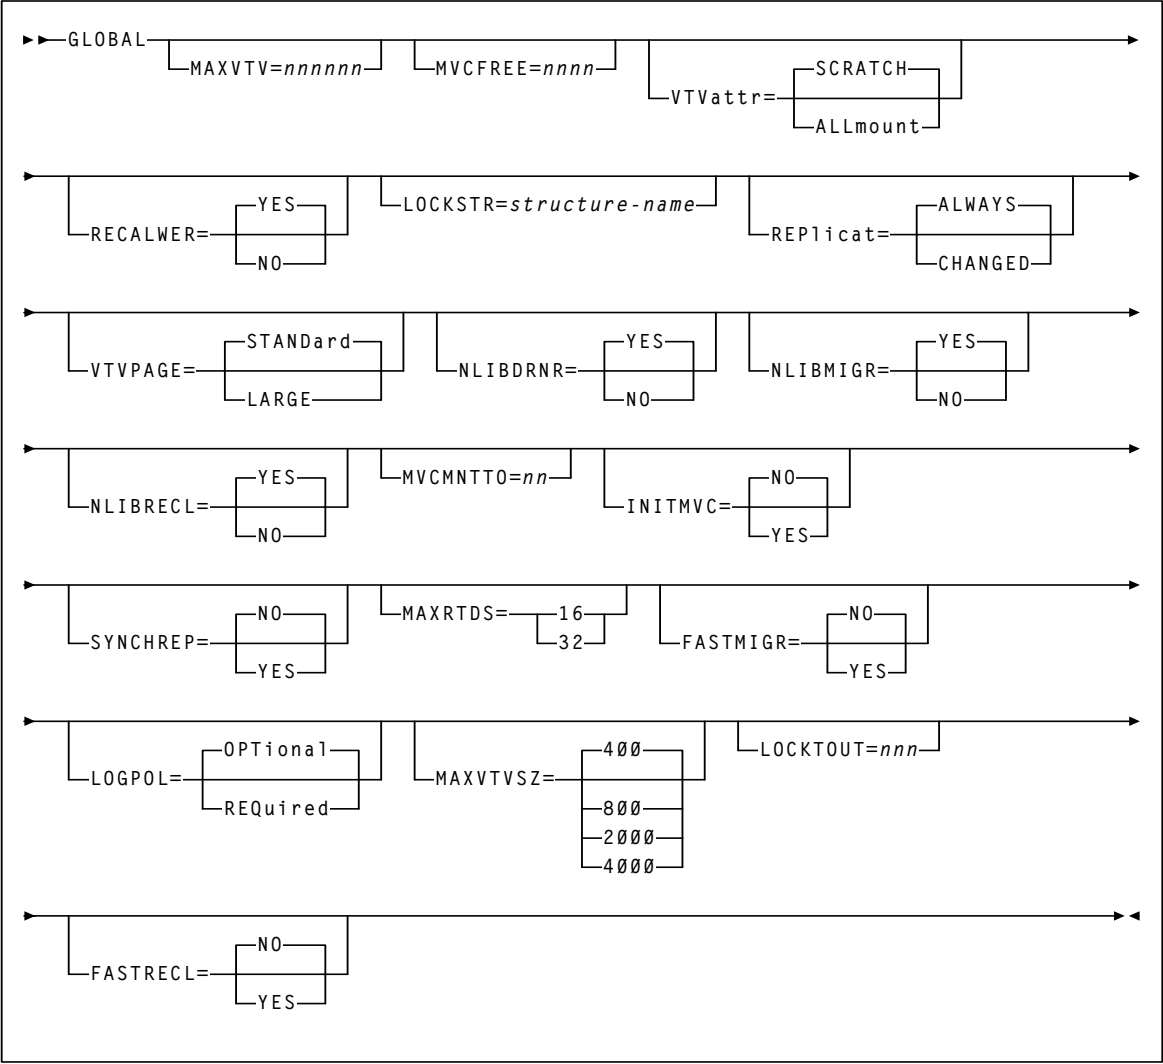 GLOBAL
MAXVTV=nnnnnn
MVCFREE=nnnn
VTVattr=
SCRATCH
ALLmount
RECALWER=
YES
NO
LOCKSTR=structure-name
REPlicat=
ALWAYS
CHANGED
VTVPAGE=
STANDard
LARGE
NLIBDRNR=
YES
NO
NLIBMIGR=
YES
NO
NLIBRECL=
YES
NO
MVCMNTTO=nn
INITMVC=
NO
YES
SYNCHREP=
NO
YES
MAXRTDS=
16
32
FASTMIGR=
NO
YES
LOGPOL=
OPTional
REQuired
MAXVTVSZ=
400
800
2000
4000
LOCKTOUT=nnn
FASTRECL=
NO
YES